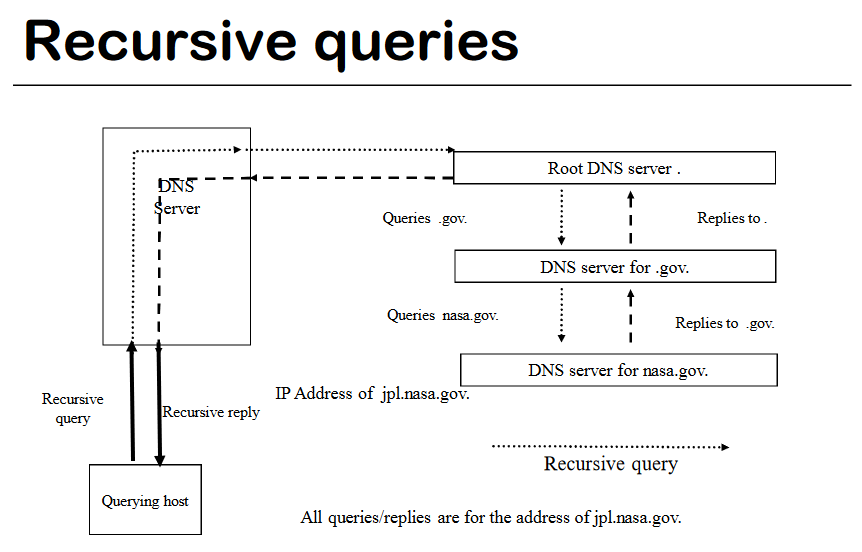 Recursive queries
DNS
Server
Root DNS server .
Queries .gov.
Replies to .
DNS server for .gov.
Queries nasa.gov.
Replies to .gov.
DNS server for nasa.gov.
IP Address of jpl.nasa.gov.
Recursive
query
Recursive reply
Recursive query
Querying host
All queries/replies are for the address of jpl.nasa.gov.